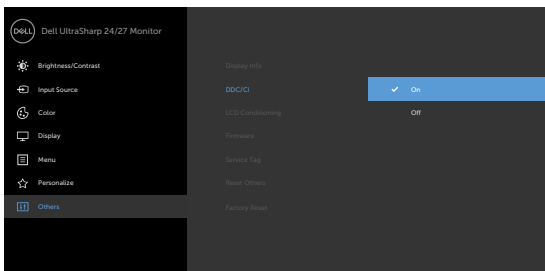 DELL
Dell UltraSharp 24/27 Monitor
Brightness/Contrast
Input Source
Color
Display
Menu
Personalize
Others
Display Info
DDC/CI
LCD Conditioning
Firmware
Service Tag
Reset Others
Factory Reset
On
Off